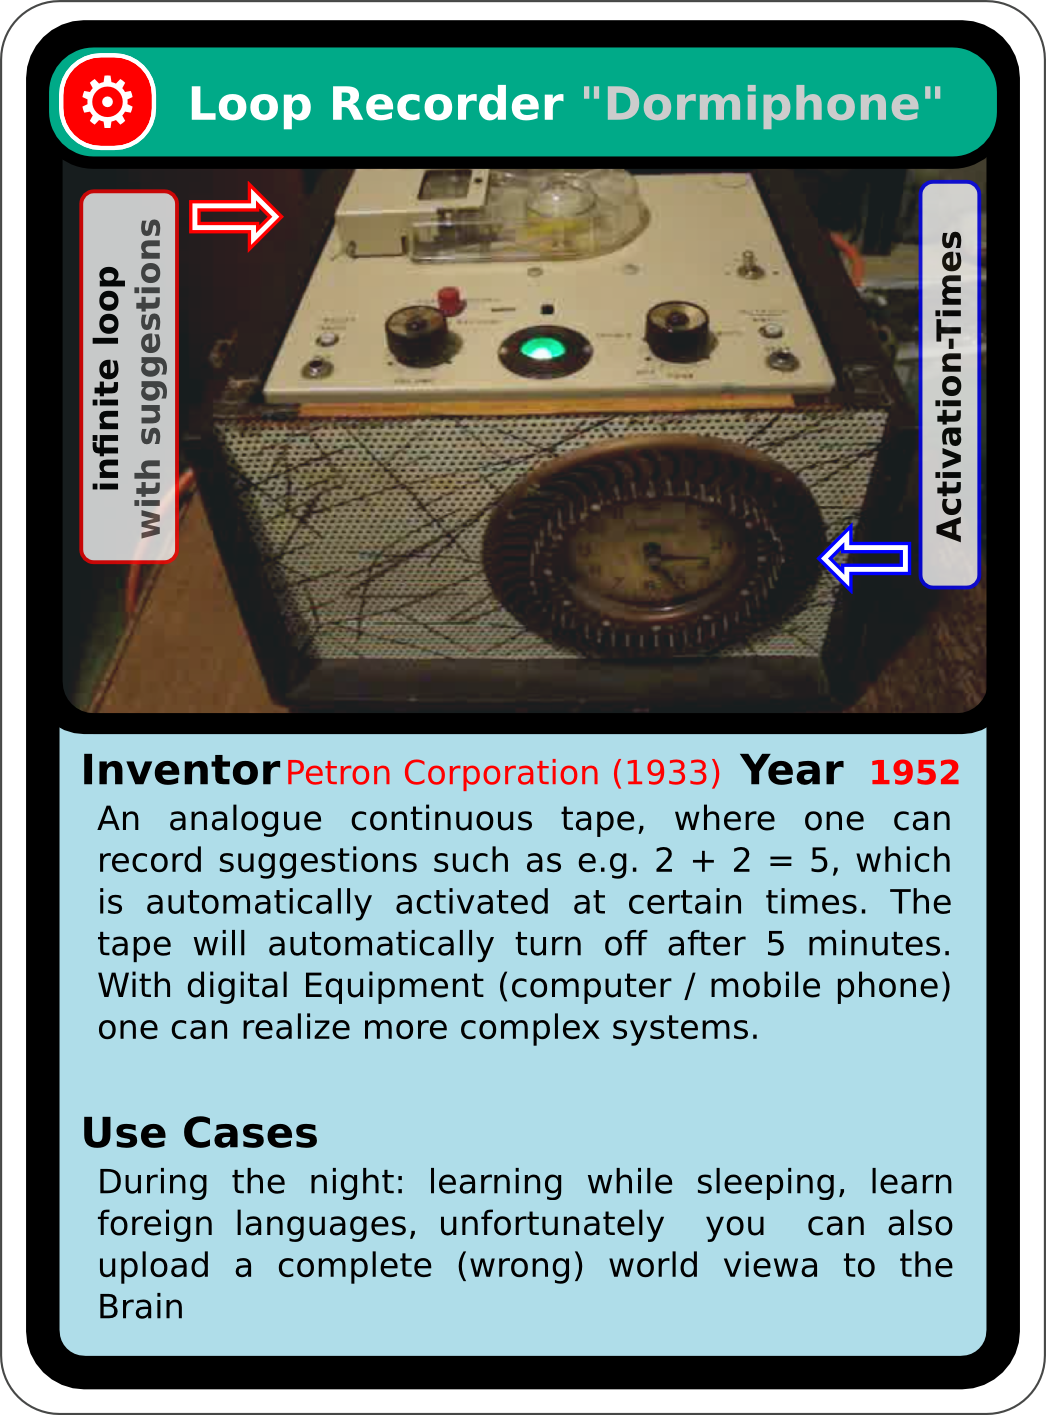 Loop Recorder "Dormiphone"
infinite loop
with suggestions
Activation-Times
Inventor Petron Corporation (1933) Year 1952
An analogue continuous tape, where one can
record suggestions such as e.g. 2 + 2 = 5, which
is automatically activated at certain times. The
tape will automatically turn off after 5 minutes.
With digital Equipment (computer / mobile phone)
one can realize more complex systems.
Use Cases
During the night: learning while sleeping, learn
foreign languages, unfortunately you can also
upload a complete (wrong) world viewa to the
Brain